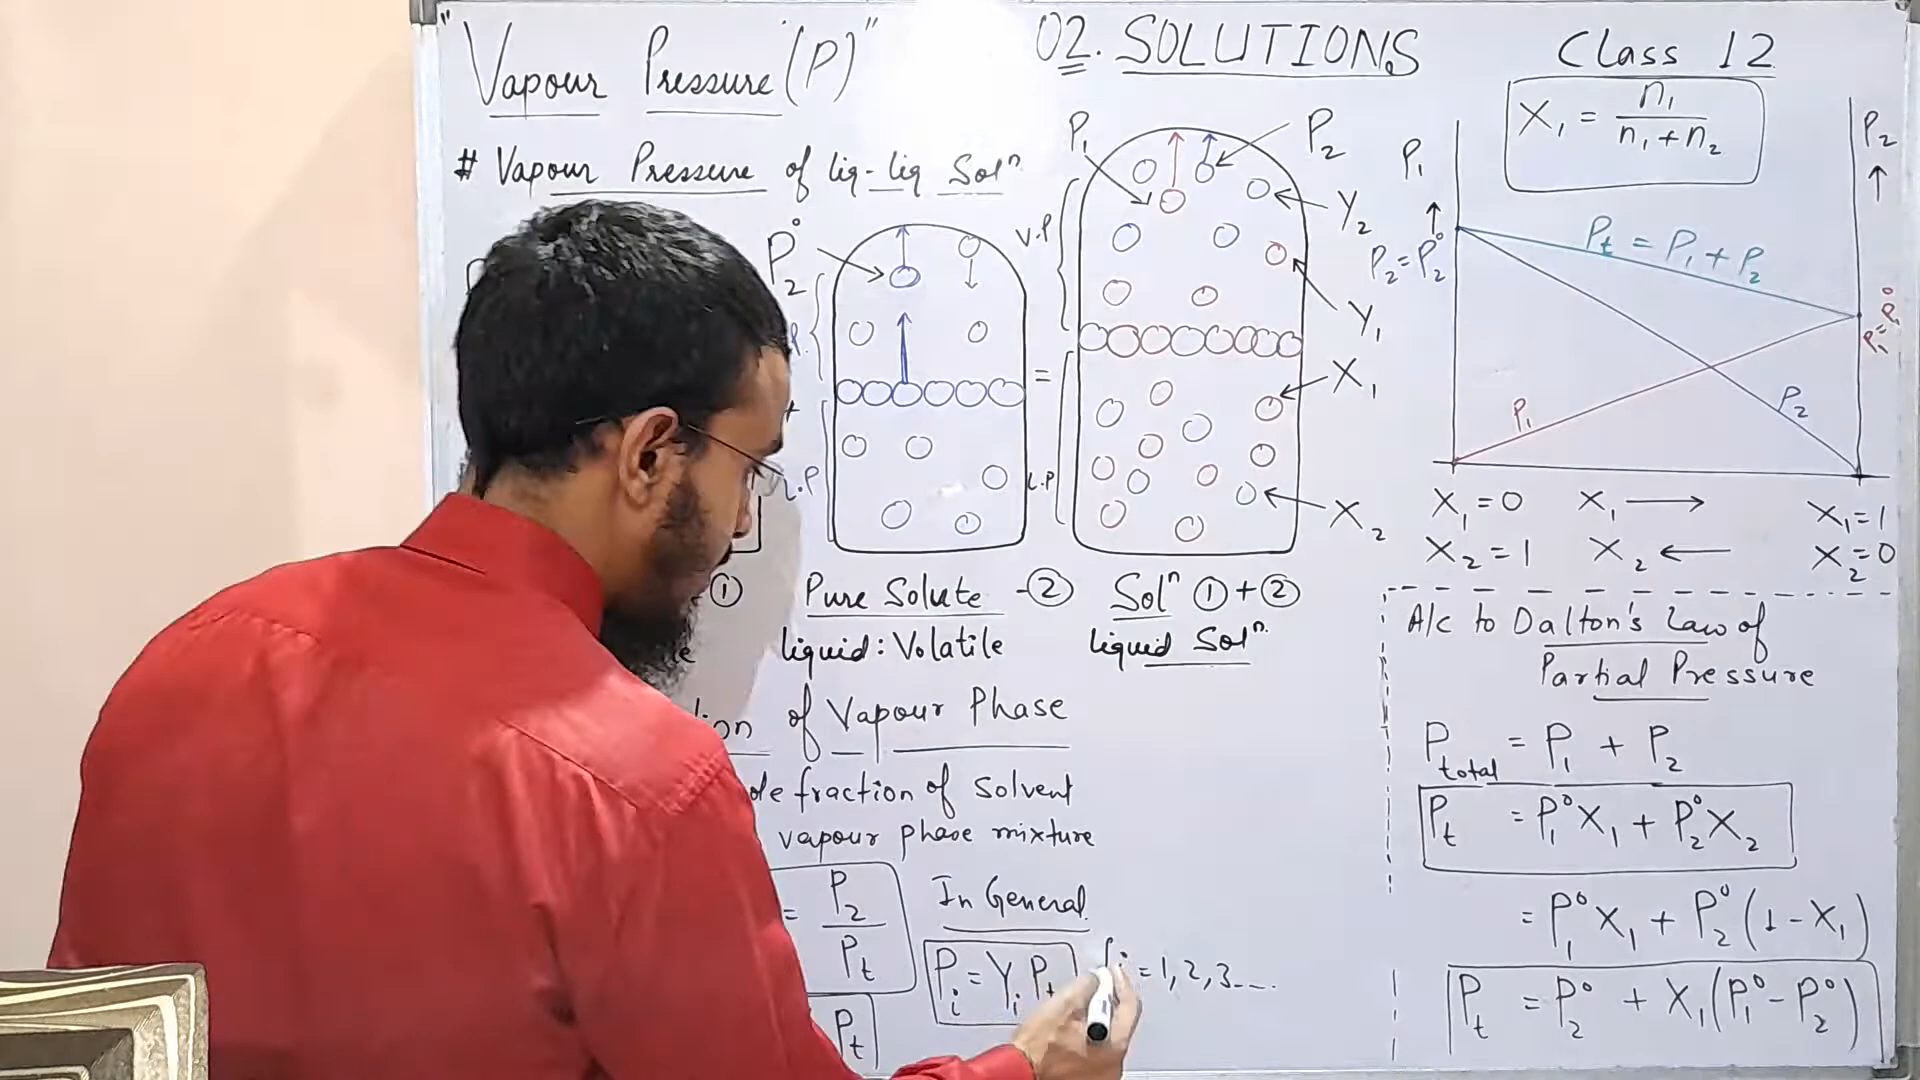 "Vapour Pressure (P)"
02. SOLUTIONS
Class 12
# Vapour Pressure of liq-liq Solⁿ
X₁ = n₁ / n₁ + n₂
P₂°
V.P
L.P
=
P₁
P₂
Y₂
Y₁
X₁
X₂
V.P
L.P
P₁ ↑
P₂ = P₂°
P₂ ↑
P₁ = P₁°
Pₜ = P₁ + P₂
P₁
P₂
X₁ = 0 X₁ → X₁ = 1
X₂ = 1 X₂ ← X₂ = 0
①
Pure Solute -②
liquid : Volatile
Solⁿ ①+②
liquid Solⁿ
of Vapour Phase
fraction of Solvent
vapour phase mixture
= P₂ / Pₜ
Pₜ
In General
Pᵢ = Yᵢ Pₜ
i = 1, 2, 3---.
A/c to Dalton's Law of
Partial Pressure
P total = P₁ + P₂
Pₜ = P₁°X₁ + P₂°X₂
= P₁°X₁ + P₂°(1 - X₁)
Pₜ = P₂° + X₁(P₁° - P₂°)